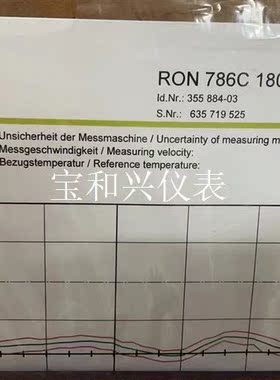 RON 786C 180
Id.Nr.: 355 884-03
S.Nr.: 635 719 525
Unsicherheit der Messmaschine / Uncertainty of measuring m
Messgeschwindigkeit / Measuring velocity:
Bezugstemperatur / Reference temperature:
宝和兴仪表